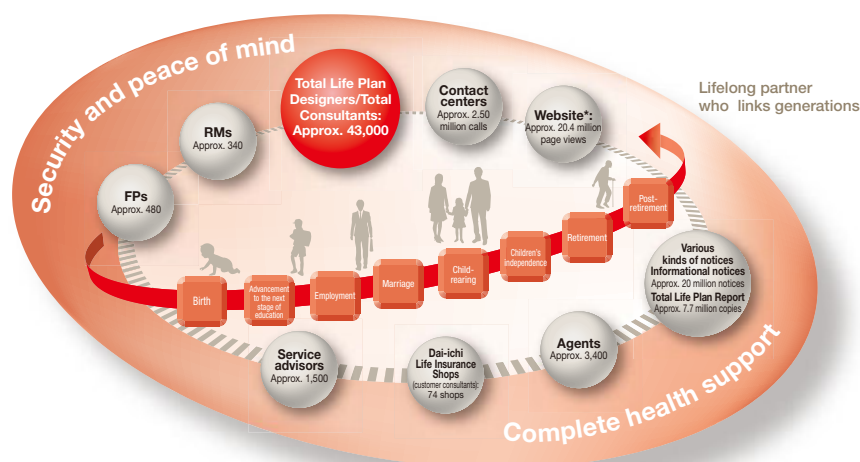 Security and peace of mind
Total Life Plan
Designers/Total
Consultants:
Approx. 43,000
Contact
centers
Approx. 2.50
million calls
Website*:
Approx. 20.4 million
page views
Lifelong partner
who links generations
RMs
Approx. 340
FPs
Approx. 480
Birth
Advancement
to the next
stage of
education
Employment
Marriage
Child-
rearing
Children's
independence
Retirement
Post-
retirement
Various
kinds of notices
Informational notices
Approx. 20 million notices
Total Life Plan Report
Approx. 7.7 million copies
Service
advisors
Approx. 1,500
Dai-ichi
Life Insurance
Shops
(customer consultants):
74 shops
Agents
Approx. 3,400
Complete health support